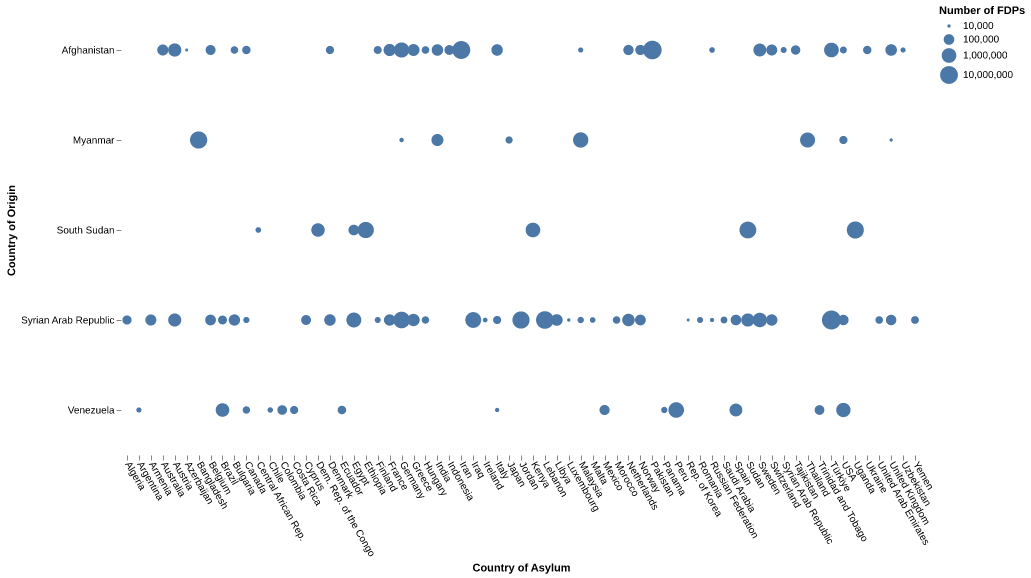 Number of FDPs
10,000
100,000
1,000,000
10,000,000
Country of Origin
Afghanistan
Myanmar
South Sudan
Syrian Arab Republic
Venezuela
Algeria
Argentina
Armenia
Australia
Austria
Azerbaijan
Bangladesh
Belgium
Brazil
Bulgaria
Canada
Central African Rep.
Chile
Colombia
Costa Rica
Cyprus
Dem. Rep. of the Congo
Denmark
Ecuador
Egypt
Ethiopia
Finland
France
Germany
Greece
Hungary
India
Indonesia
Iran
Iraq
Ireland
Italy
Japan
Jordan
Kenya
Lebanon
Libya
Luxembourg
Malaysia
Malta
Mexico
Morocco
Netherlands
Norway
Pakistan
Panama
Peru
Rep. of Korea
Romania
Russian Federation
Saudi Arabia
Spain
Sudan
Sweden
Switzerland
Syrian Arab Republic
Tajikistan
Thailand
Trinidad and Tobago
Türkiye
USA
Uganda
Ukraine
United Arab Emirates
United Kingdom
Uzbekistan
Yemen
Country of Asylum